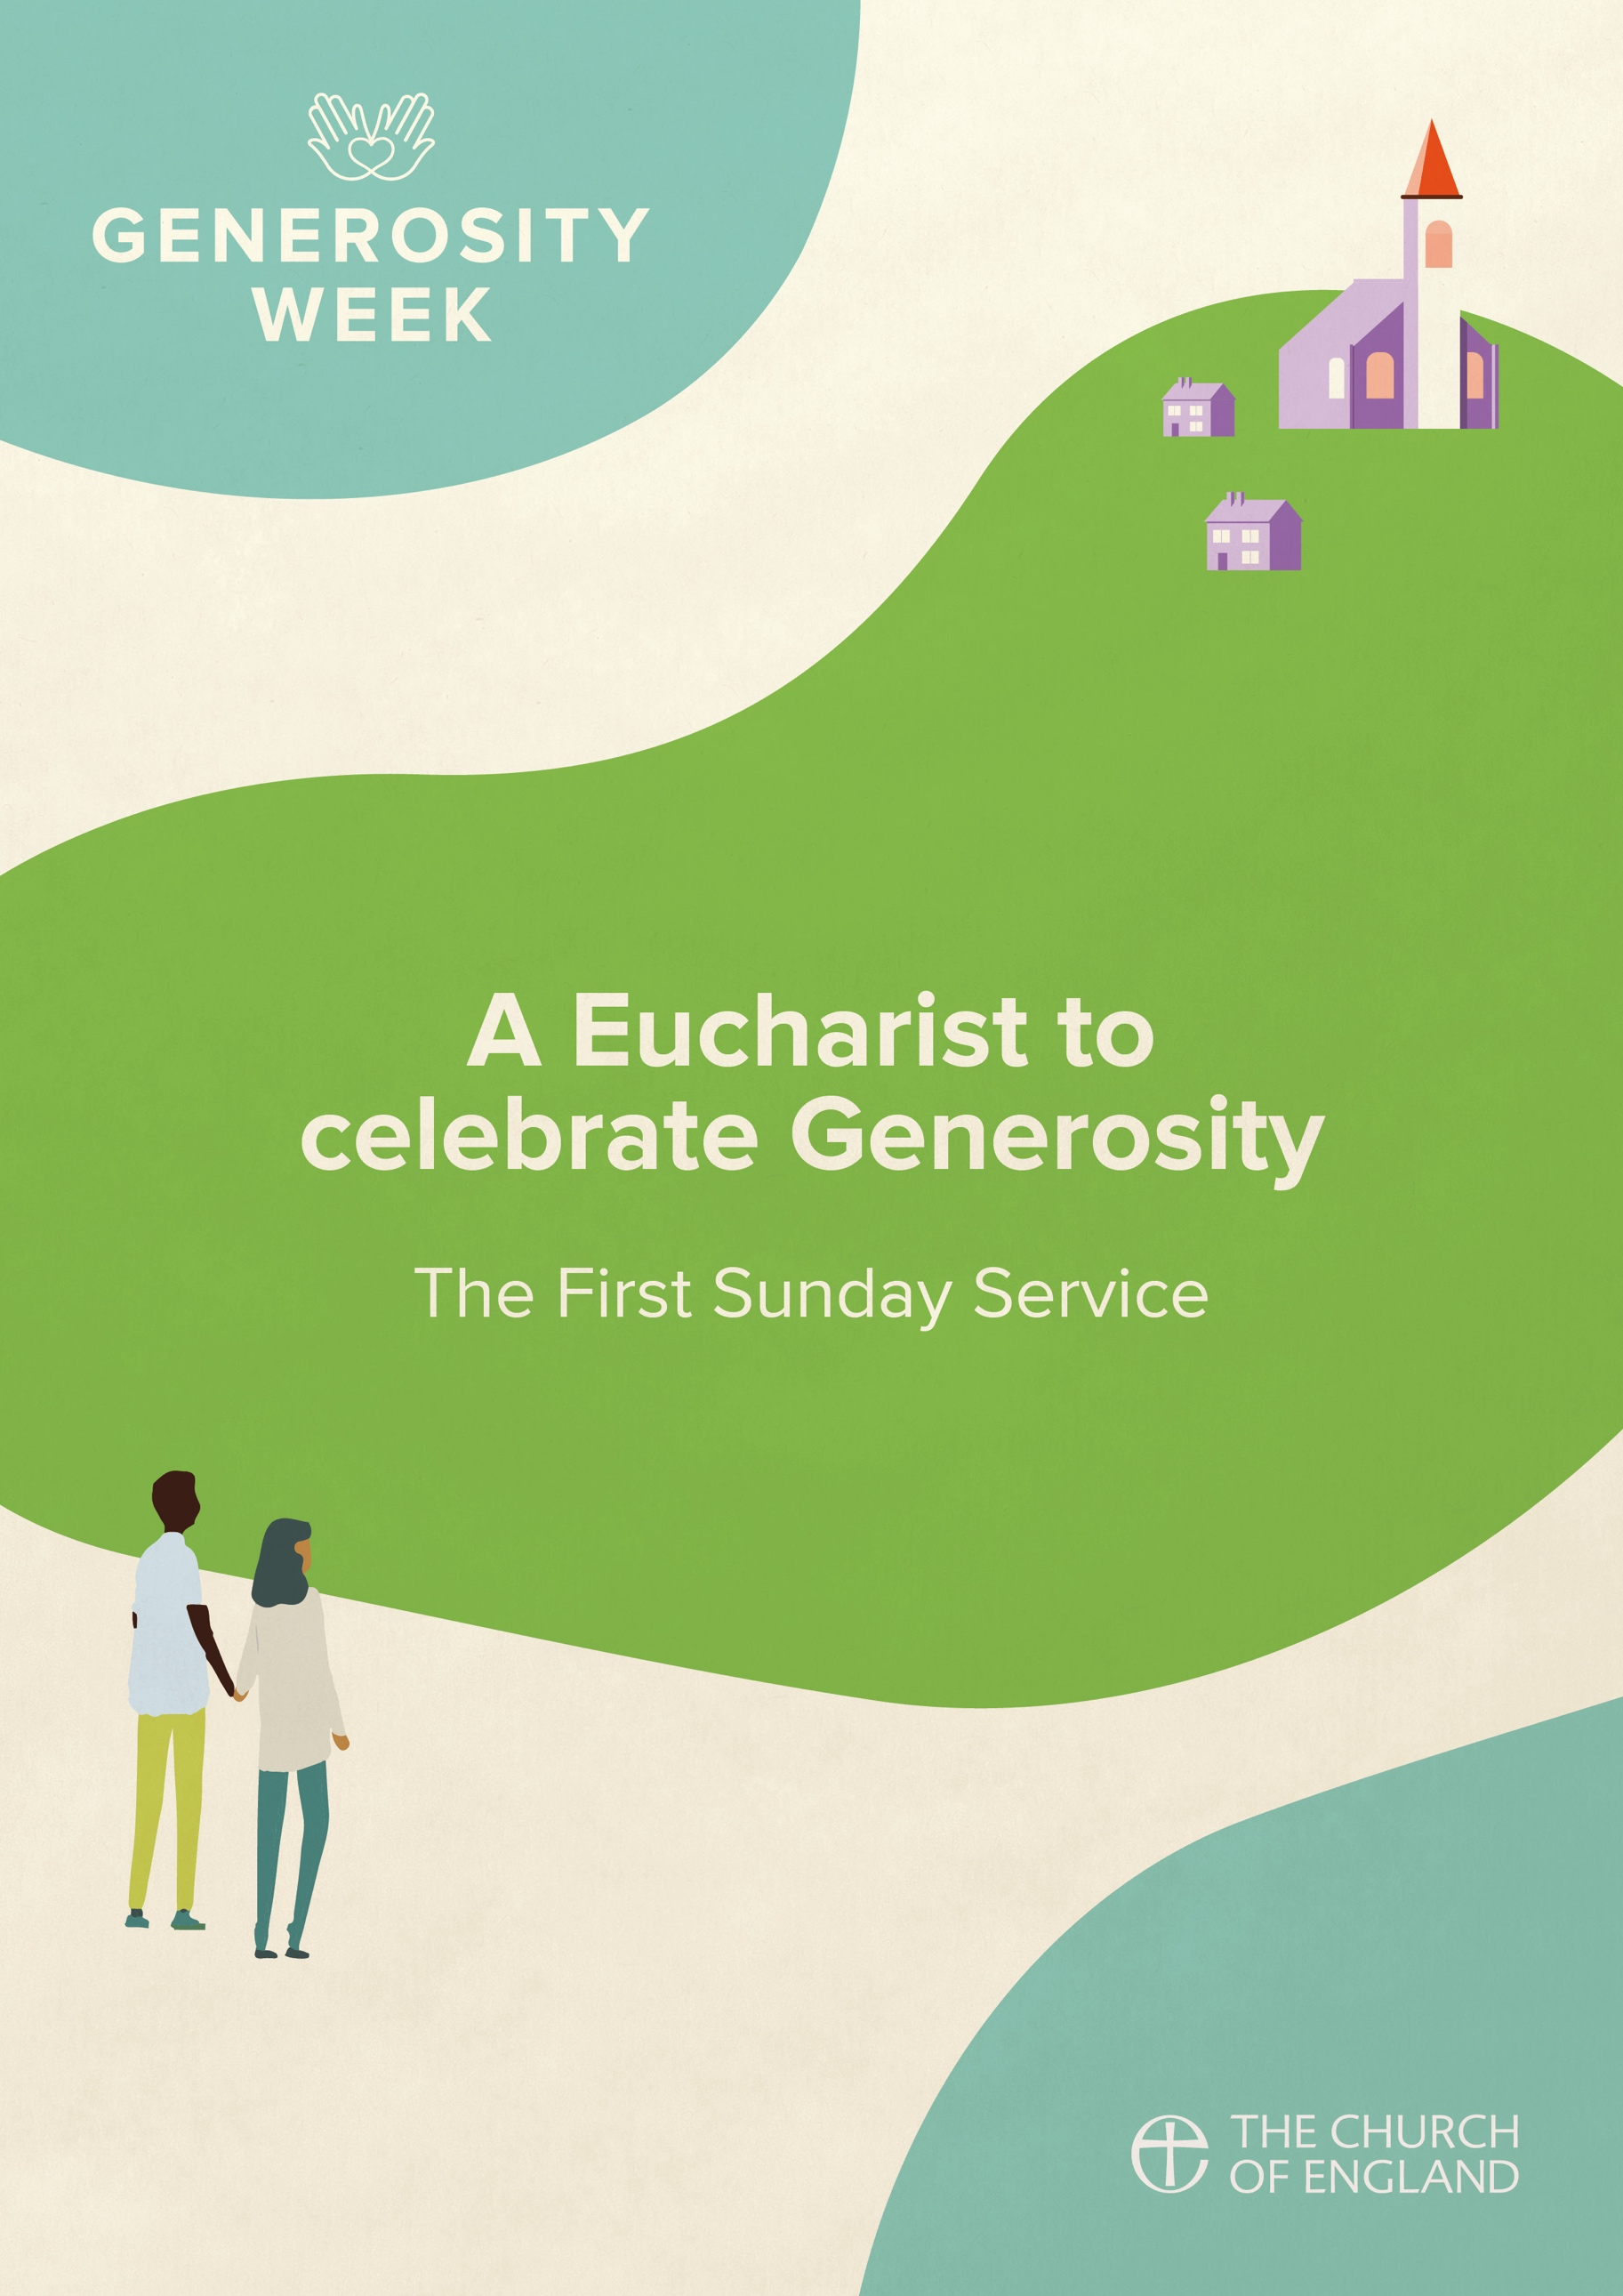 GENEROSITY
WEEK
A Eucharist to
celebrate Generosity
The First Sunday Service
THE CHURCH
OF ENGLAND